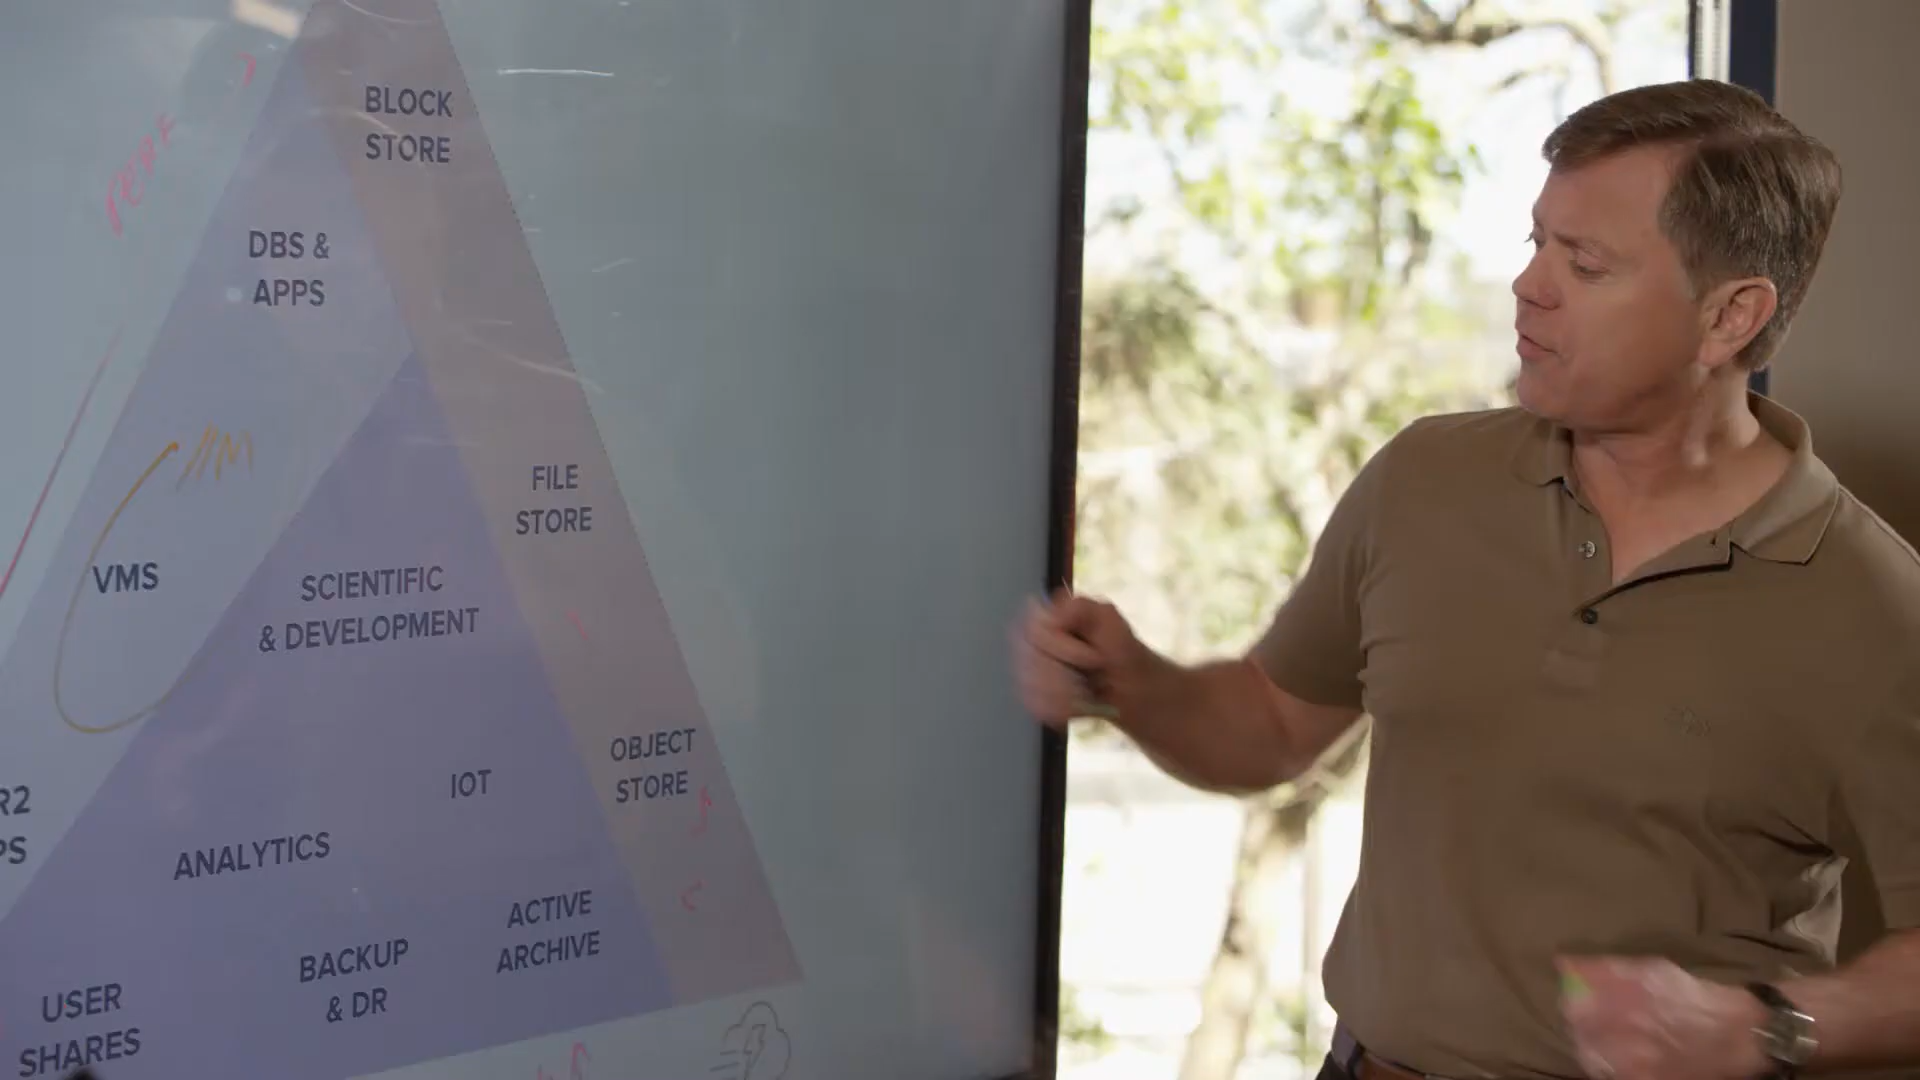 BLOCK
STORE
PERF
DBS &
APPS
FILE
STORE
VMS
SCIENTIFIC
& DEVELOPMENT
OBJECT
STORE
IOT
R2
PS
ANALYTICS
ACTIVE
ARCHIVE
BACKUP
& DR
USER
SHARES